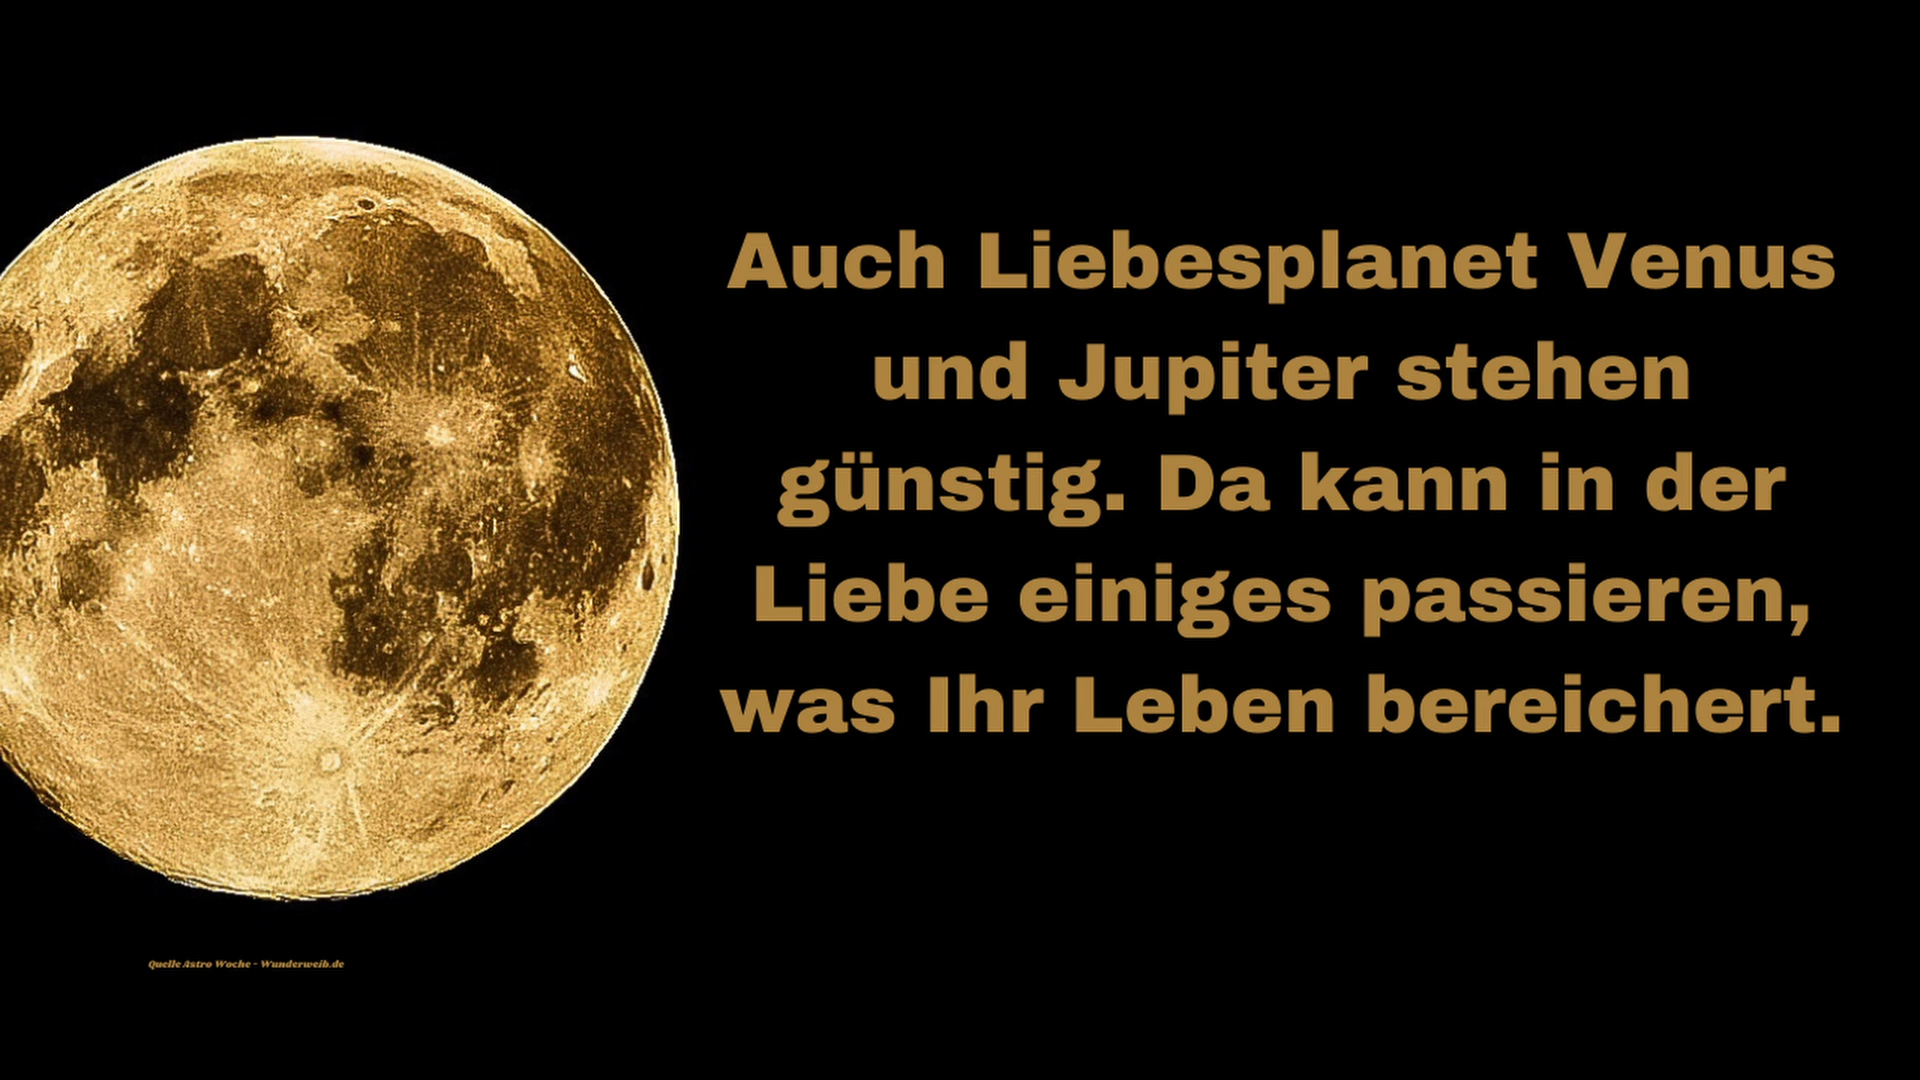 Auch Liebesplanet Venus
und Jupiter stehen
günstig. Da kann in der
Liebe einiges passieren,
was Ihr Leben bereichert.
Quelle Astro Woche - Wunderweib.de